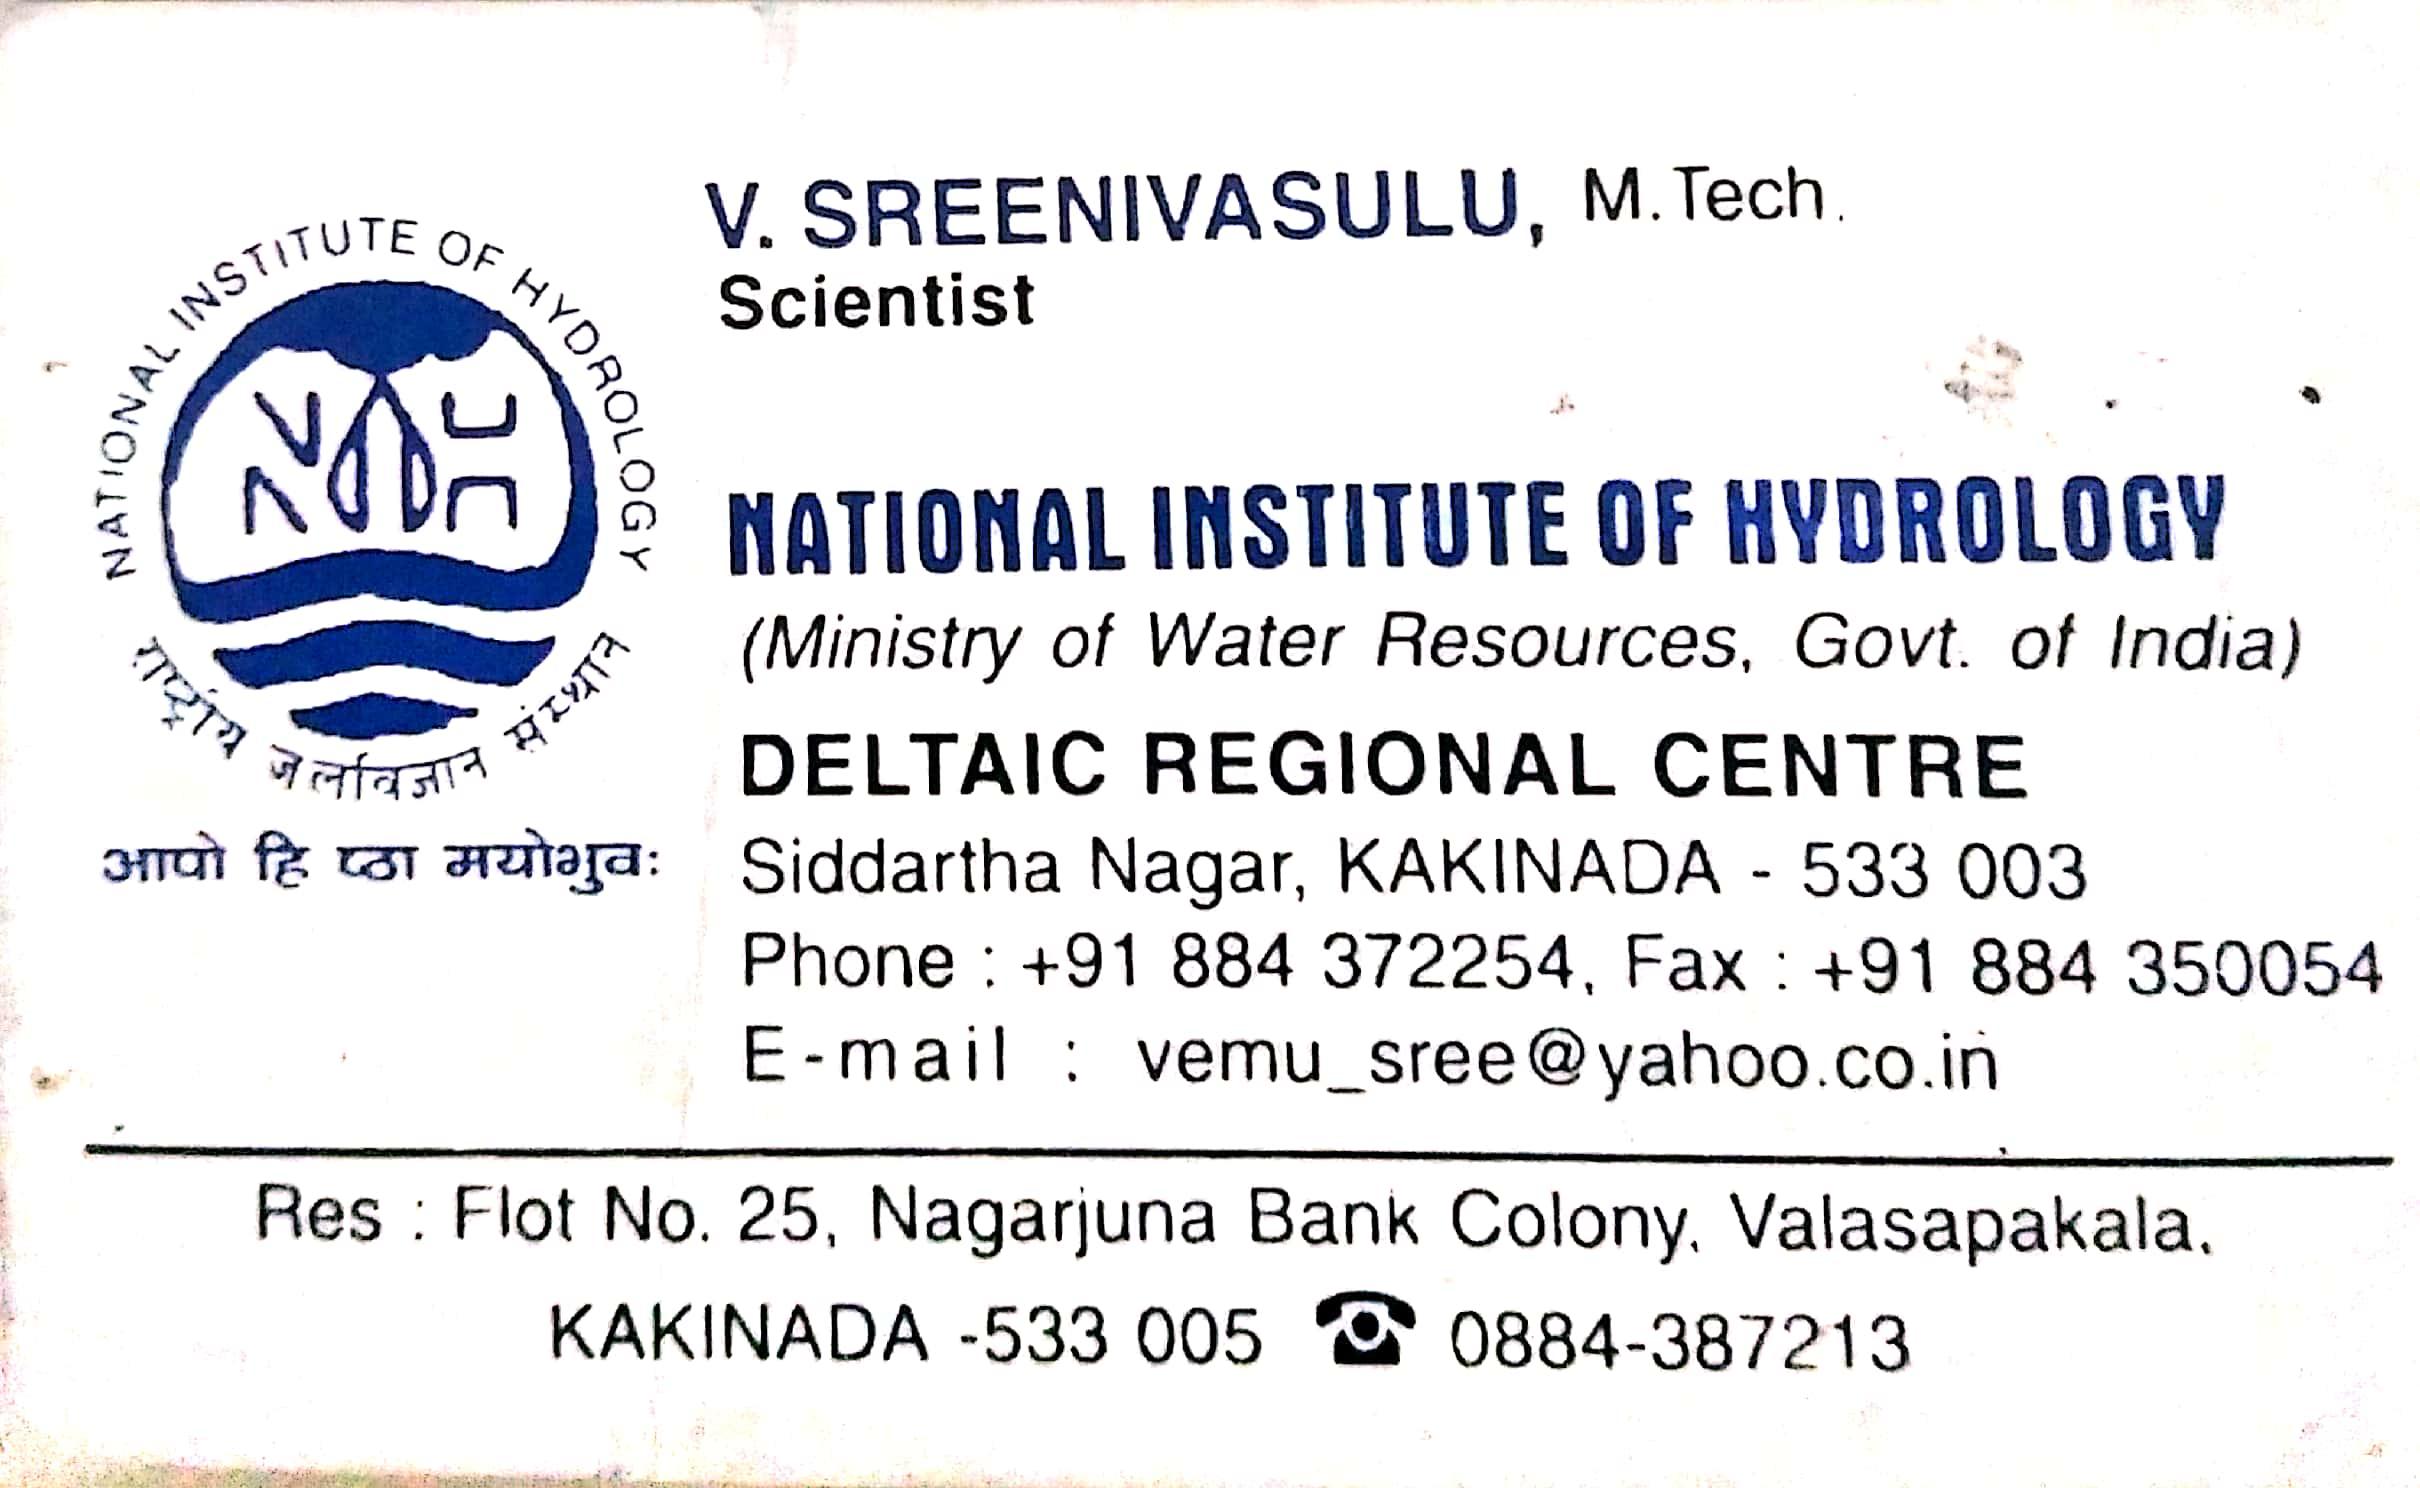 V. SREENIVASULU, M.Tech.
Scientist
NATIONAL INSTITUTE OF HYDROLOGY
राष्ट्रीय जलविज्ञान संस्थान
आपो हि ष्ठा मयोभुवः
NATIONAL INSTITUTE OF HYDROLOGY
(Ministry of Water Resources, Govt. of India)
DELTAIC REGIONAL CENTRE
Siddartha Nagar, KAKINADA - 533 003
Phone : +91 884 372254, Fax : +91 884 350054
E-mail : vemu_sree@yahoo.co.in
Res : Flot No. 25, Nagarjuna Bank Colony, Valasapakala,
KAKINADA -533 005 ☎ 0884-387213